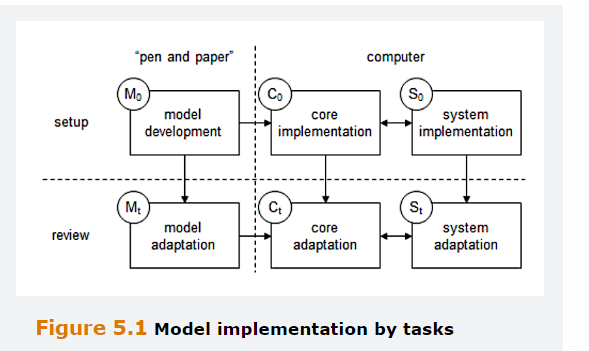 "pen and paper"
computer
setup
M0
model
development
C0
core
implementation
S0
system
implementation
review
Mt
model
adaptation
Ct
core
adaptation
St
system
adaptation
Figure 5.1 Model implementation by tasks